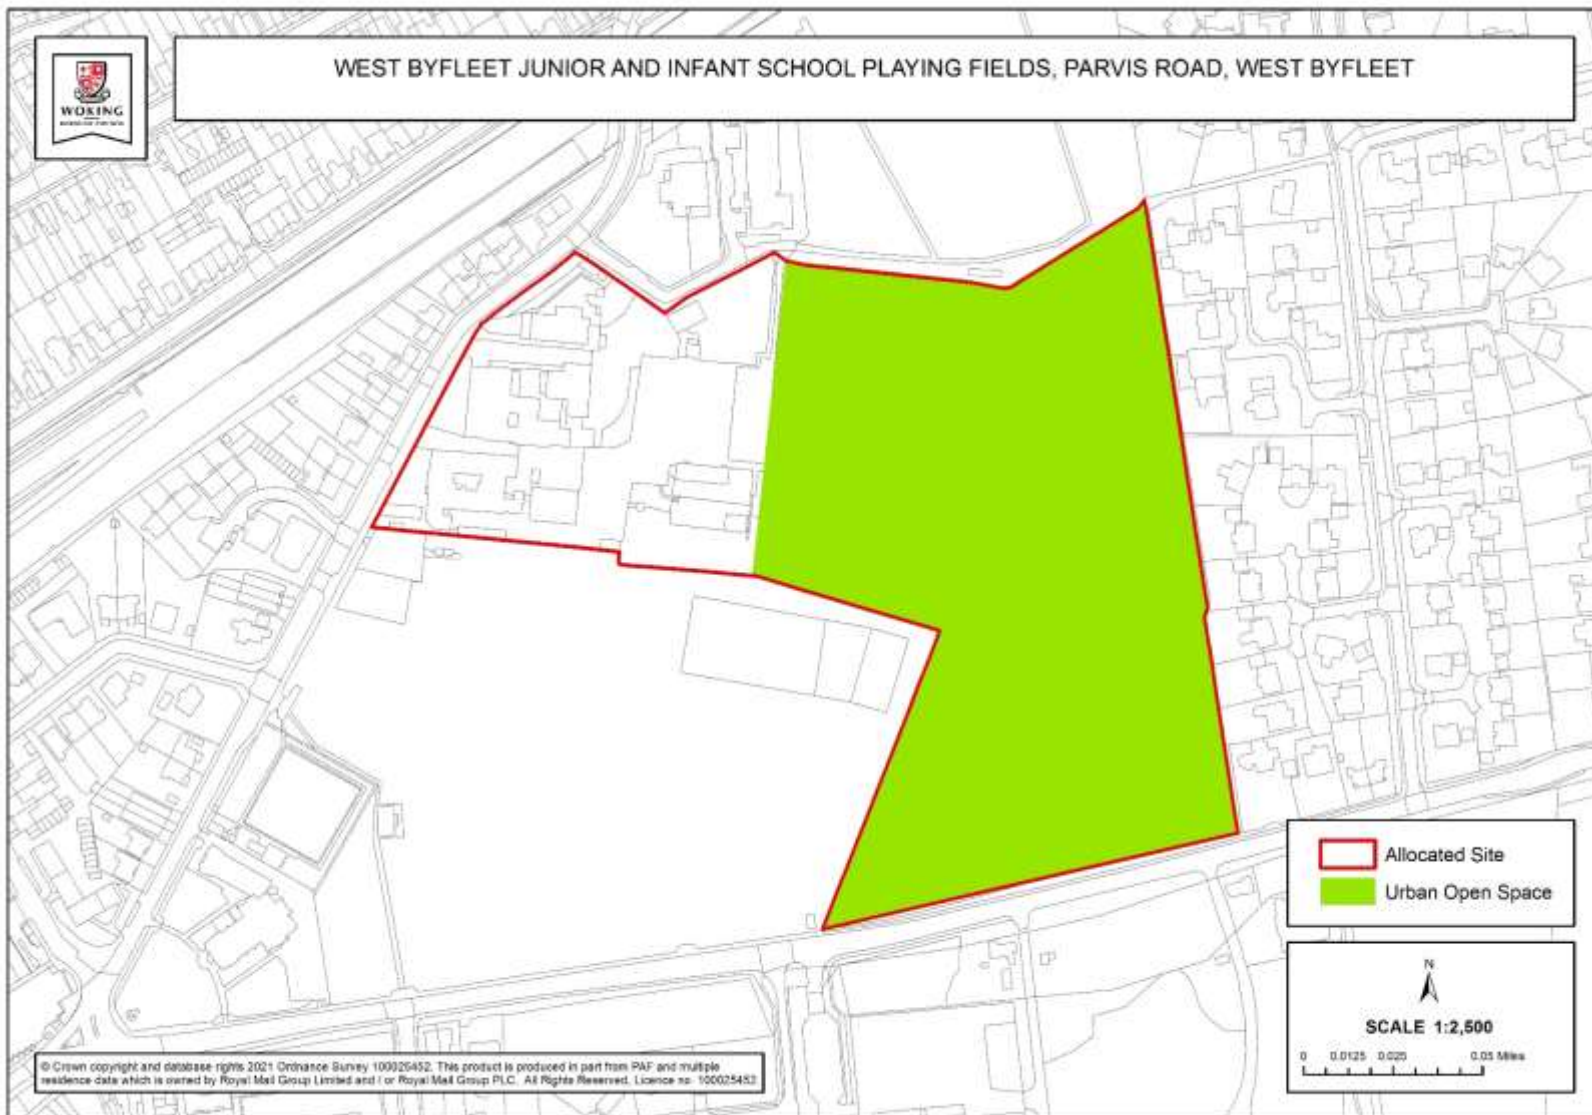 WOKING
BOROUGH COUNCIL
WEST BYFLEET JUNIOR AND INFANT SCHOOL PLAYING FIELDS, PARVIS ROAD, WEST BYFLEET
Allocated Site
Urban Open Space
N
SCALE 1:2,500
0 0.0125 0.025 0.05 Miles
© Crown copyright and database rights 2021 Ordnance Survey 100025452. This product is produced in part from PAF and multiple
residence data which is owned by Royal Mail Group Limited and / or Royal Mail Group PLC. All Rights Reserved. Licence no- 100025452